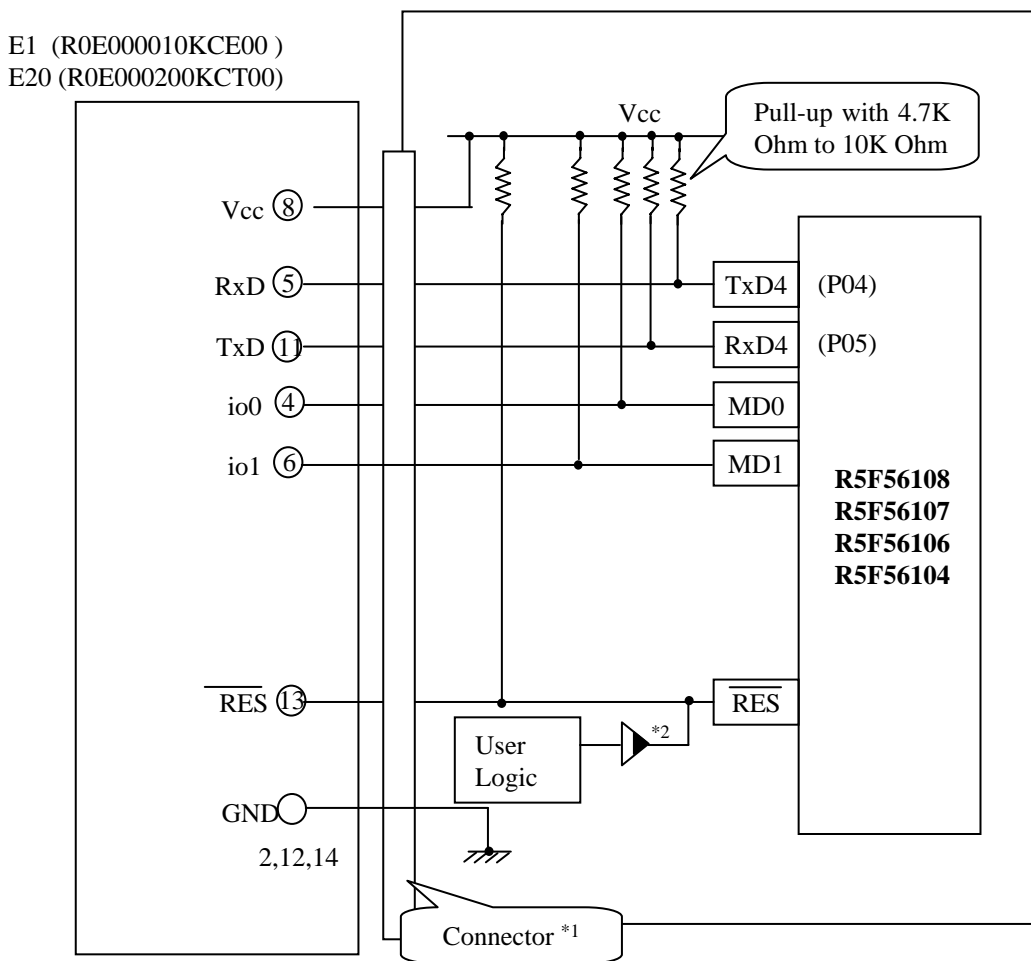 E1 (R0E000010KCE00 )
E20 (R0E000200KCT00)
Vcc
Pull-up with 4.7K
Ohm to 10K Ohm
Vcc 8
RxD 5
TxD4 (P04)
TxD 11
RxD4 (P05)
io0 4
MD0
io1 6
MD1
R5F56108
R5F56107
R5F56106
R5F56104
RES 13
RES
User
Logic
*2
GND
2,12,14
Connector *1